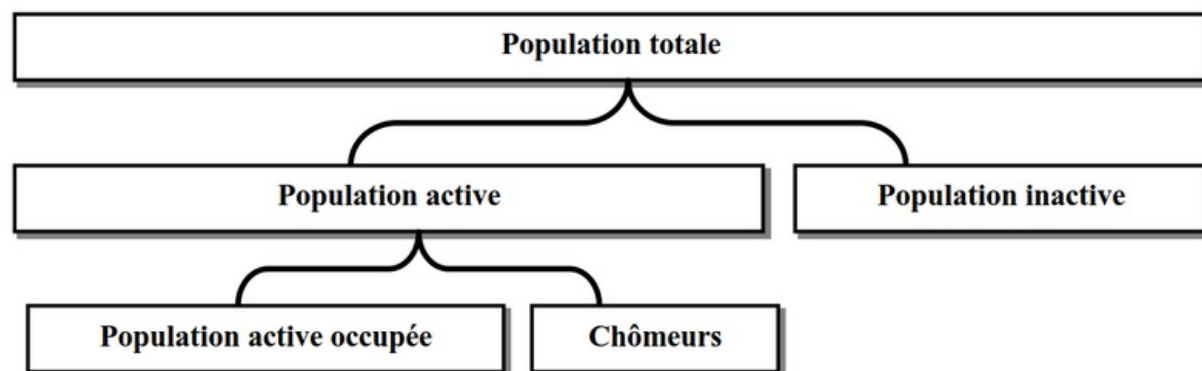 Population totale
Population active
Population inactive
Population active occupée
Chômeurs